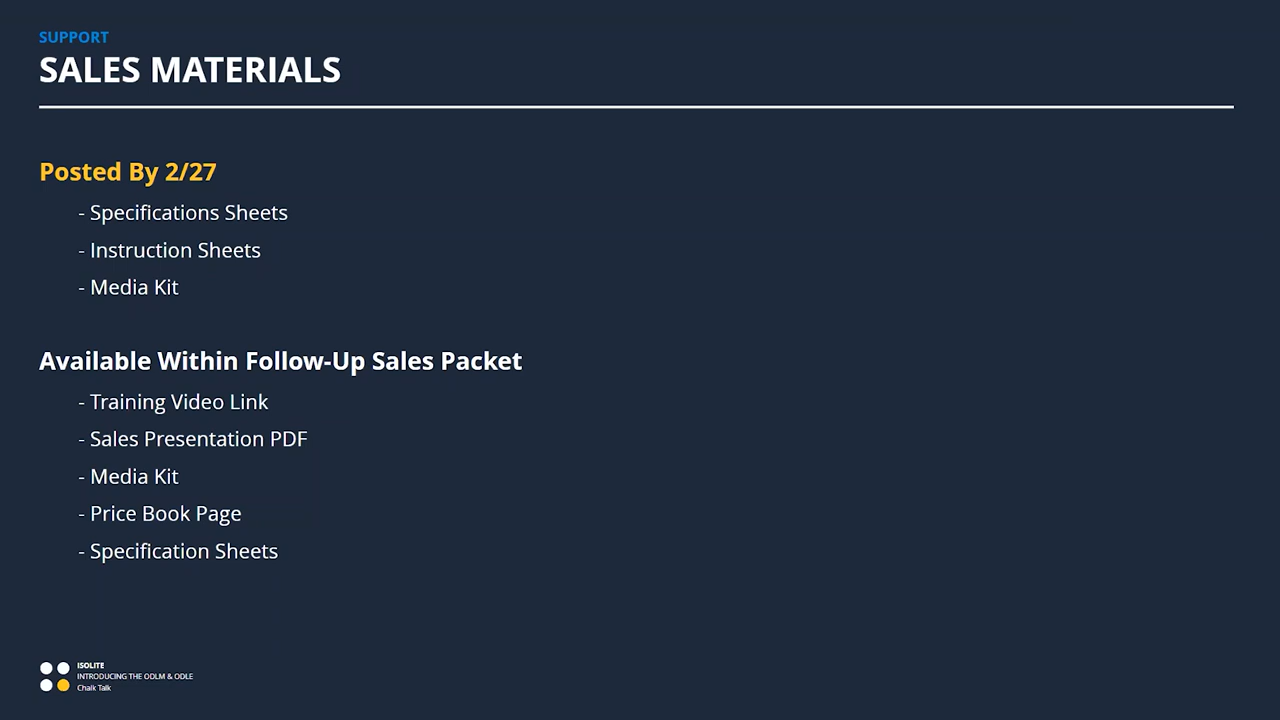 SUPPORT
SALES MATERIALS
Posted By 2/27
- Specifications Sheets
- Instruction Sheets
- Media Kit
Available Within Follow-Up Sales Packet
- Training Video Link
- Sales Presentation PDF
- Media Kit
- Price Book Page
- Specification Sheets
ISOLITE
INTRODUCING THE ODLM & ODLE
Chalk Talk